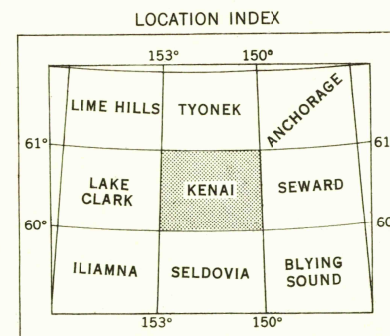 LOCATION INDEX
153° 150°
LIME HILLS TYONEK ANCHORAGE
61° 61
LAKE CLARK KENAI SEWARD
60° 60
ILIAMNA SELDOVIA BLYING SOUND
153° 150°